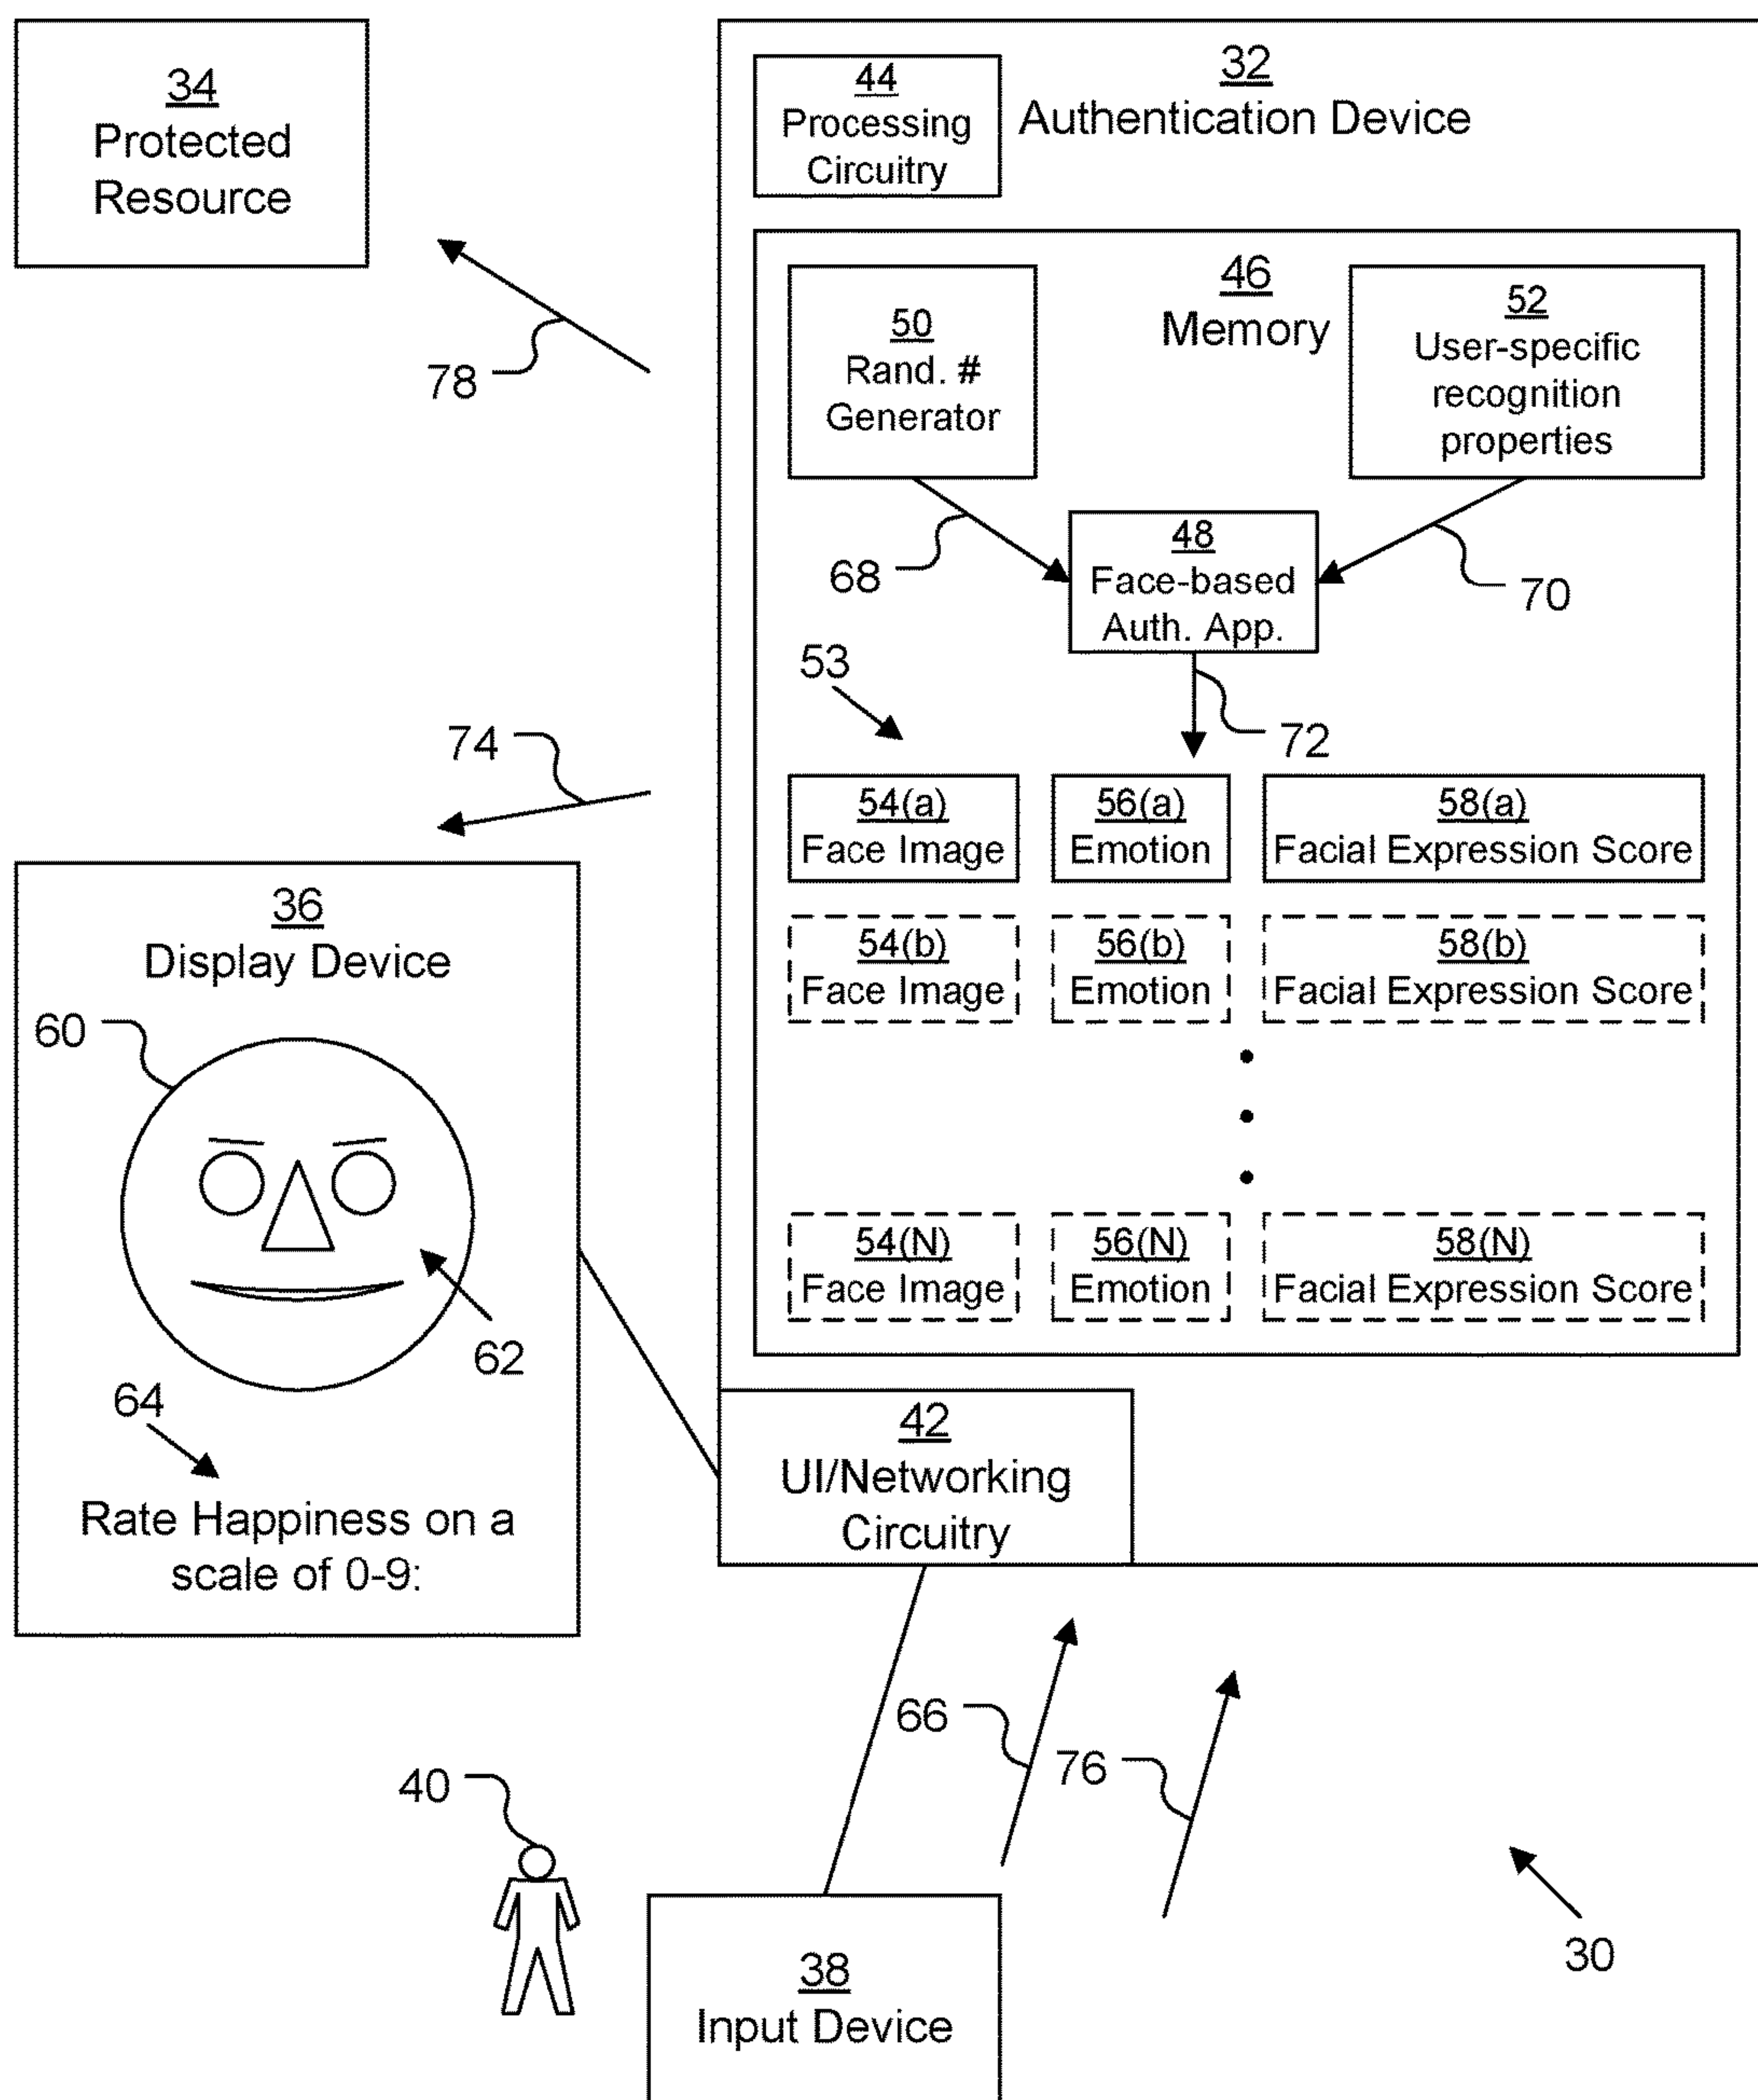 34
Protected
Resource
32
Authentication Device
44
Processing
Circuitry
46
Memory
50
Rand. #
Generator
52
User-specific
recognition
properties
78
68
48
Face-based
Auth. App.
70
53
72
74
54(a)
Face Image
56(a)
Emotion
58(a)
Facial Expression Score
54(b)
Face Image
56(b)
Emotion
58(b)
Facial Expression Score
54(N)
Face Image
56(N)
Emotion
58(N)
Facial Expression Score
36
Display Device
60
62
64
Rate Happiness on a
scale of 0-9:
42
UI/Networking
Circuitry
66
76
40
38
Input Device
30